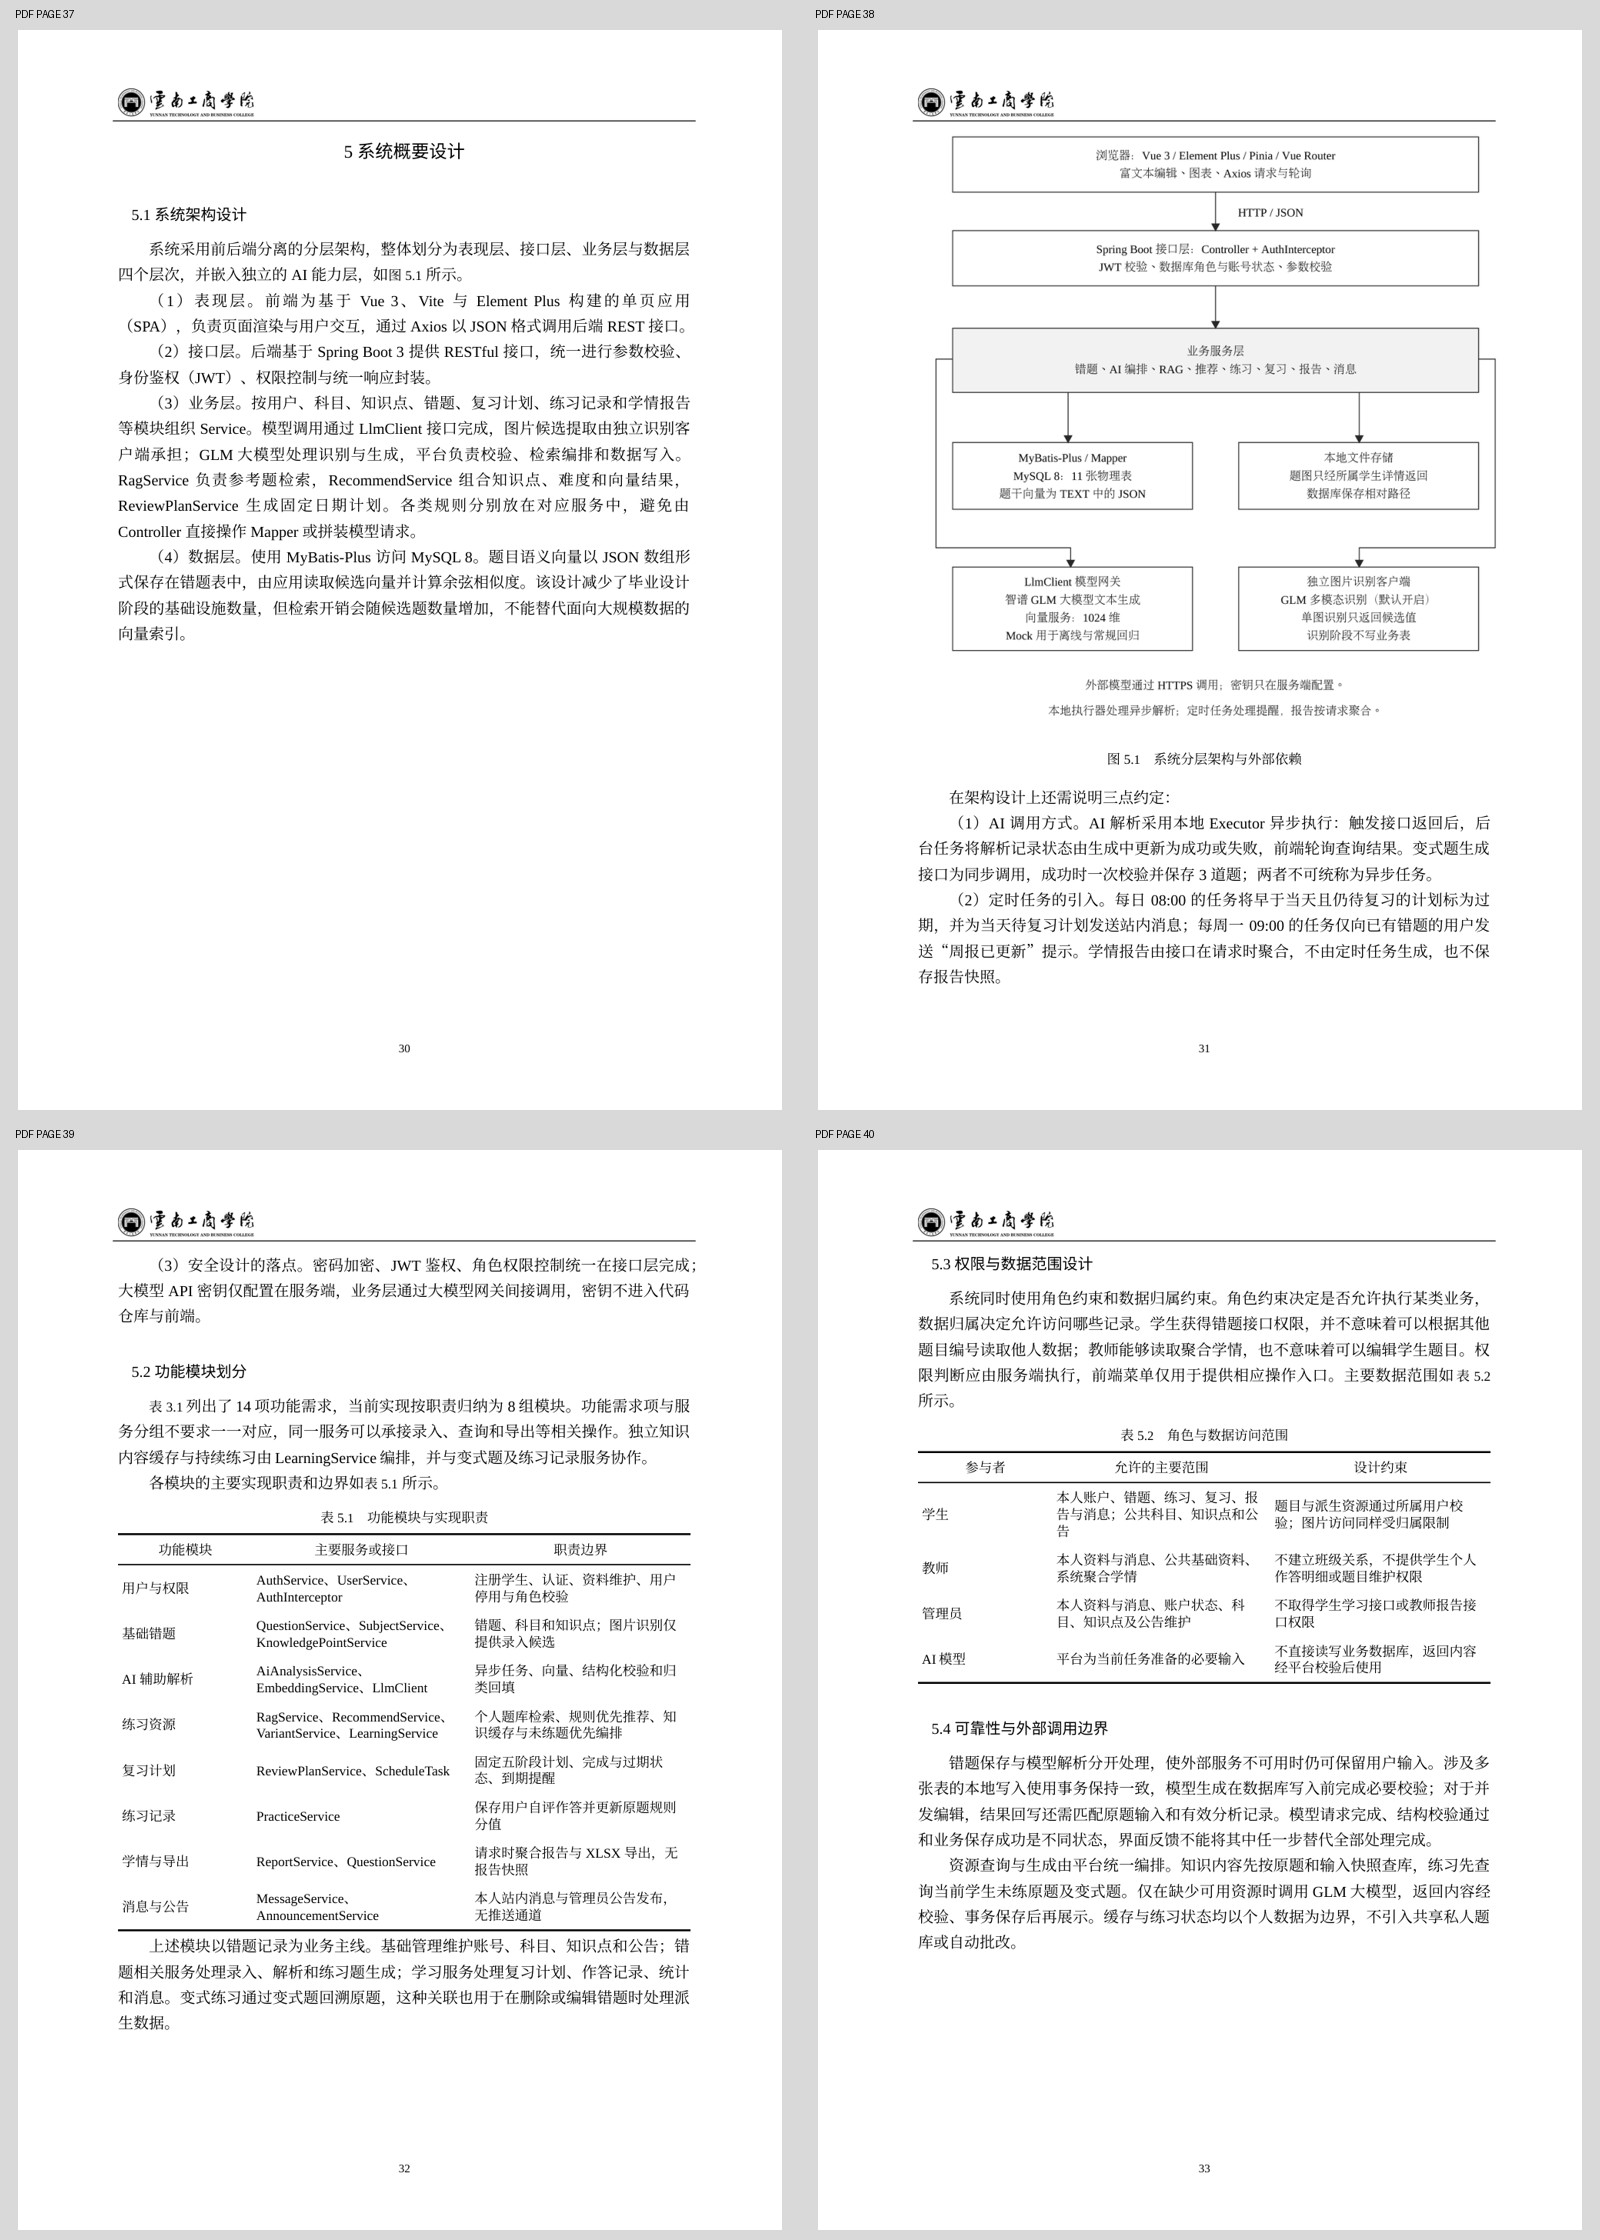 PDF PAGE 37
雲南工商學院
YUNNAN TECHNOLOGY AND BUSINESS COLLEGE
5 系统概要设计
5.1 系统架构设计
系统采用前后端分离的分层架构，整体划分为表现层、接口层、业务层与数据层
四个层次，并嵌入独立的 AI 能力层，如图 5.1 所示。
（1）表现层。前端为基于 Vue 3、Vite 与 Element Plus 构建的单页应用
（SPA），负责页面渲染与用户交互，通过 Axios 以 JSON 格式调用后端 REST 接口。
（2）接口层。后端基于 Spring Boot 3 提供 RESTful 接口，统一进行参数校验、
身份鉴权（JWT）、权限控制与统一响应封装。
（3）业务层。按用户、科目、知识点、错题、复习计划、练习记录和学情报告
等模块组织 Service。模型调用通过 LlmClient 接口完成，图片候选提取由独立识别客
户端承担；GLM 大模型处理识别与生成，平台负责校验、检索编排和数据写入。
RagService 负责参考题检索，RecommendService 组合知识点、难度和向量结果，
ReviewPlanService 生成固定日期计划。各类规则分别放在对应服务中，避免由
Controller 直接操作 Mapper 或拼装模型请求。
（4）数据层。使用 MyBatis-Plus 访问 MySQL 8。题目语义向量以 JSON 数组形
式保存在错题表中，由应用读取候选向量并计算余弦相似度。该设计减少了毕业设计
阶段的基础设施数量，但检索开销会随候选题数量增加，不能替代面向大规模数据的
向量索引。
30
PDF PAGE 38
雲南工商學院
YUNNAN TECHNOLOGY AND BUSINESS COLLEGE
浏览器：Vue 3 / Element Plus / Pinia / Vue Router
富文本编辑、图表、Axios 请求与轮询
HTTP / JSON
Spring Boot 接口层：Controller + AuthInterceptor
JWT 校验、数据库角色与账号状态、参数校验
业务服务层
错题、AI 编排、RAG、推荐、练习、复习、报告、消息
MyBatis-Plus / Mapper
MySQL 8：11 张物理表
题干向量为 TEXT 中的 JSON
本地文件存储
题图只经所属学生详情返回
数据库保存相对路径
LlmClient 模型网关
智谱 GLM 大模型文本生成
向量服务：1024 维
Mock 用于离线与常规回归
独立图片识别客户端
GLM 多模态识别（默认开启）
单图识别只返回候选值
识别阶段不写业务表
外部模型通过 HTTPS 调用；密钥只在服务端配置。
本地执行器处理异步解析；定时任务处理提醒，报告按请求聚合。
图 5.1　系统分层架构与外部依赖
在架构设计上还需说明三点约定：
（1）AI 调用方式。AI 解析采用本地 Executor 异步执行：触发接口返回后，后
台任务将解析记录状态由生成中更新为成功或失败，前端轮询查询结果。变式题生成
接口为同步调用，成功时一次校验并保存 3 道题；两者不可统称为异步任务。
（2）定时任务的引入。每日 08:00 的任务将早于当天且仍待复习的计划标为过
期，并为当天待复习计划发送站内消息；每周一 09:00 的任务仅向已有错题的用户发
送“周报已更新”提示。学情报告由接口在请求时聚合，不由定时任务生成，也不保
存报告快照。
31
PDF PAGE 39
雲南工商學院
YUNNAN TECHNOLOGY AND BUSINESS COLLEGE
（3）安全设计的落点。密码加密、JWT 鉴权、角色权限控制统一在接口层完成；
大模型 API 密钥仅配置在服务端，业务层通过大模型网关间接调用，密钥不进入代码
仓库与前端。
5.2 功能模块划分
表 3.1 列出了 14 项功能需求，当前实现按职责归纳为 8 组模块。功能需求项与服
务分组不要求一一对应，同一服务可以承接录入、查询和导出等相关操作。独立知识
内容缓存与持续练习由 LearningService 编排，并与变式题及练习记录服务协作。
各模块的主要实现职责和边界如表 5.1 所示。
表 5.1　功能模块与实现职责
功能模块　主要服务或接口　职责边界
用户与权限　AuthService、UserService、　注册学生、认证、资料维护、用户
AuthInterceptor　停用与角色校验
基础错题　QuestionService、SubjectService、　错题、科目和知识点；图片识别仅
KnowledgePointService　提供录入候选
AI 辅助解析　AiAnalysisService、　异步任务、向量、结构化校验和归
EmbeddingService、LlmClient　类回填
练习资源　RagService、RecommendService、　个人题库检索、规则优先推荐、知
VariantService、LearningService　识缓存与未练题优先编排
复习计划　ReviewPlanService、ScheduleTask　固定五阶段计划、完成与过期状
态、到期提醒
练习记录　PracticeService　保存用户自评作答并更新原题规则
分值
学情与导出　ReportService、QuestionService　请求时聚合报告与 XLSX 导出，无
报告快照
消息与公告　MessageService、　本人站内消息与管理员公告发布，
AnnouncementService　无推送通道
上述模块以错题记录为业务主线。基础管理维护账号、科目、知识点和公告；错
题相关服务处理录入、解析和练习题生成；学习服务处理复习计划、作答记录、统计
和消息。变式练习通过变式题回溯原题，这种关联也用于在删除或编辑错题时处理派
生数据。
32
PDF PAGE 40
雲南工商學院
YUNNAN TECHNOLOGY AND BUSINESS COLLEGE
5.3 权限与数据范围设计
系统同时使用角色约束和数据归属约束。角色约束决定是否允许执行某类业务，
数据归属决定允许访问哪些记录。学生获得错题接口权限，并不意味着可以根据其他
题目编号读取他人数据；教师能够读取聚合学情，也不意味着可以编辑学生题目。权
限判断应由服务端执行，前端菜单仅用于提供相应操作入口。主要数据范围如表 5.2
所示。
表 5.2　角色与数据访问范围
参与者　允许的主要范围　设计约束
学生　本人账户、错题、练习、复习、报　题目与派生资源通过所属用户校
告与消息；公共科目、知识点和公　验；图片访问同样受归属限制
告
教师　本人资料与消息、公共基础资料、　不建立班级关系，不提供学生个人
系统聚合学情　作答明细或题目维护权限
管理员　本人资料与消息、账户状态、科　不取得学生学习接口或教师报告接
目、知识点及公告维护　口权限
AI 模型　平台为当前任务准备的必要输入　不直接读写业务数据库，返回内容
经平台校验后使用
5.4 可靠性与外部调用边界
错题保存与模型解析分开处理，使外部服务不可用时仍可保留用户输入。涉及多
张表的本地写入使用事务保持一致，模型生成在数据库写入前完成必要校验；对于并
发编辑，结果回写还需匹配原题输入和有效分析记录。模型请求完成、结构校验通过
和业务保存成功是不同状态，界面反馈不能将其中任一步替代全部处理完成。
资源查询与生成由平台统一编排。知识内容先按原题和输入快照查库，练习先查
询当前学生未练原题及变式题。仅在缺少可用资源时调用 GLM 大模型，返回内容经
校验、事务保存后再展示。缓存与练习状态均以个人数据为边界，不引入共享私人题
库或自动批改。
33